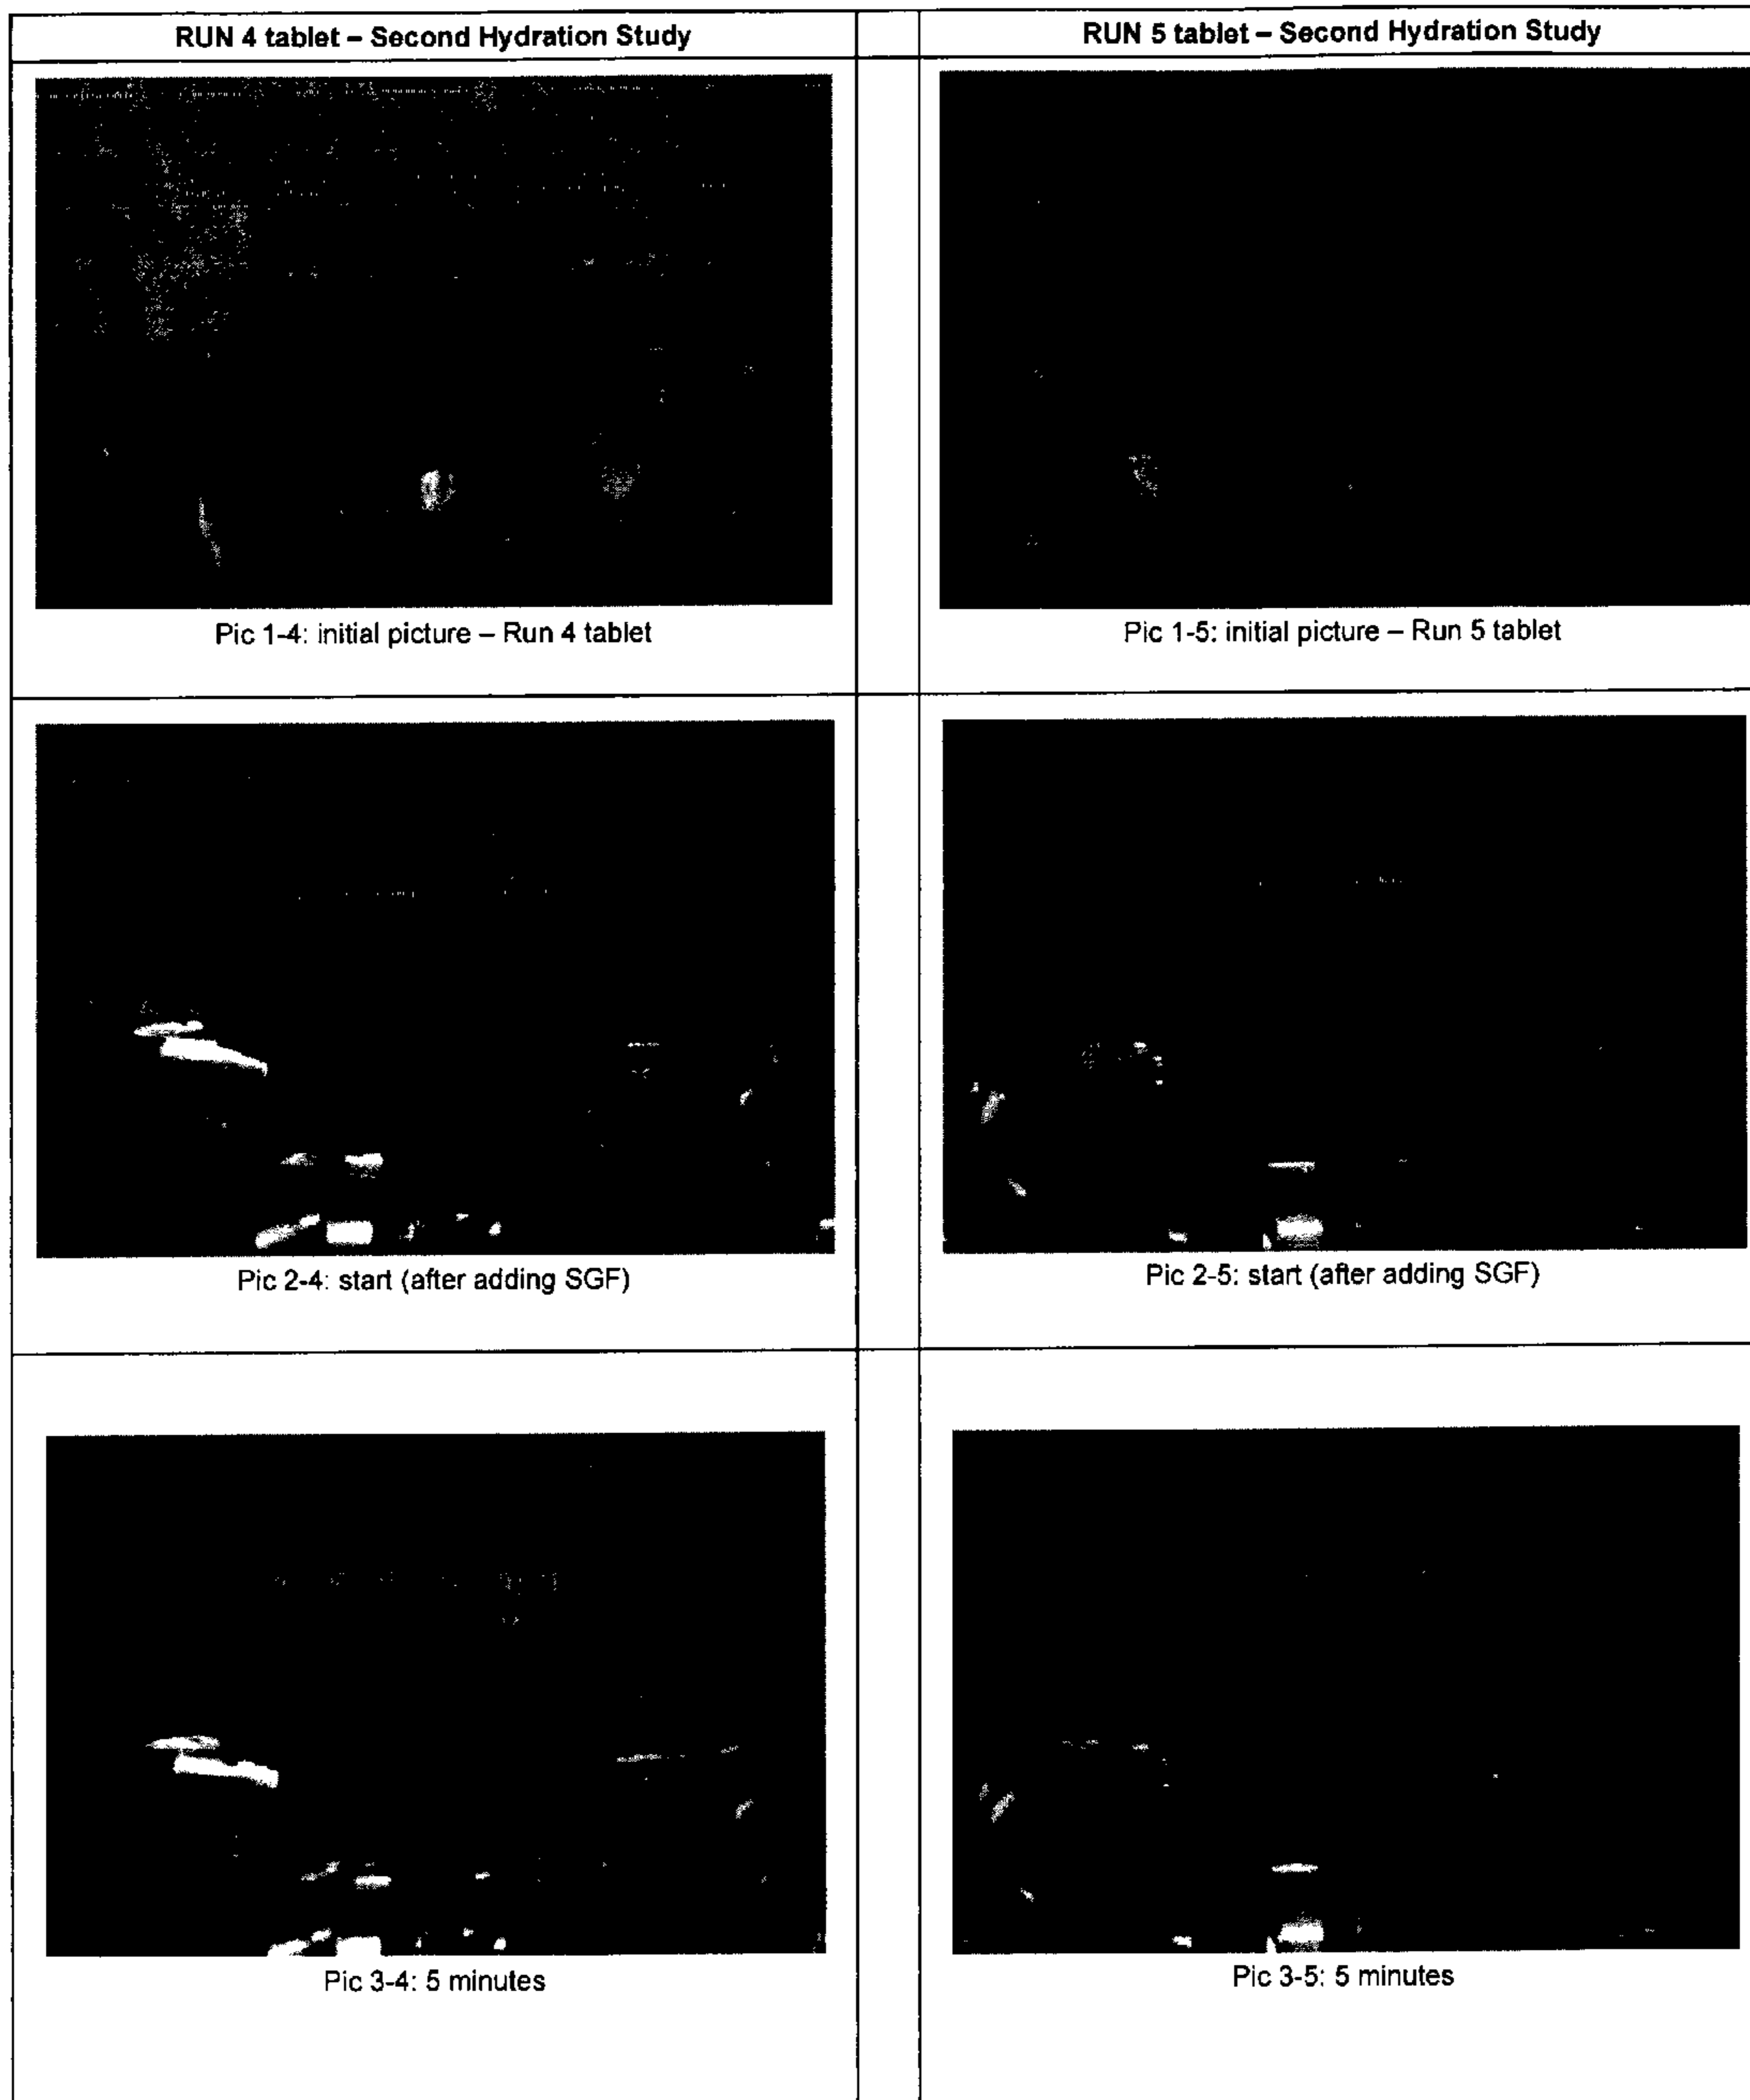 RUN 4 tablet – Second Hydration Study
RUN 5 tablet – Second Hydration Study
Pic 1-4: initial picture – Run 4 tablet
Pic 1-5: initial picture – Run 5 tablet
Pic 2-4: start (after adding SGF)
Pic 2-5: start (after adding SGF)
Pic 3-4: 5 minutes
Pic 3-5: 5 minutes